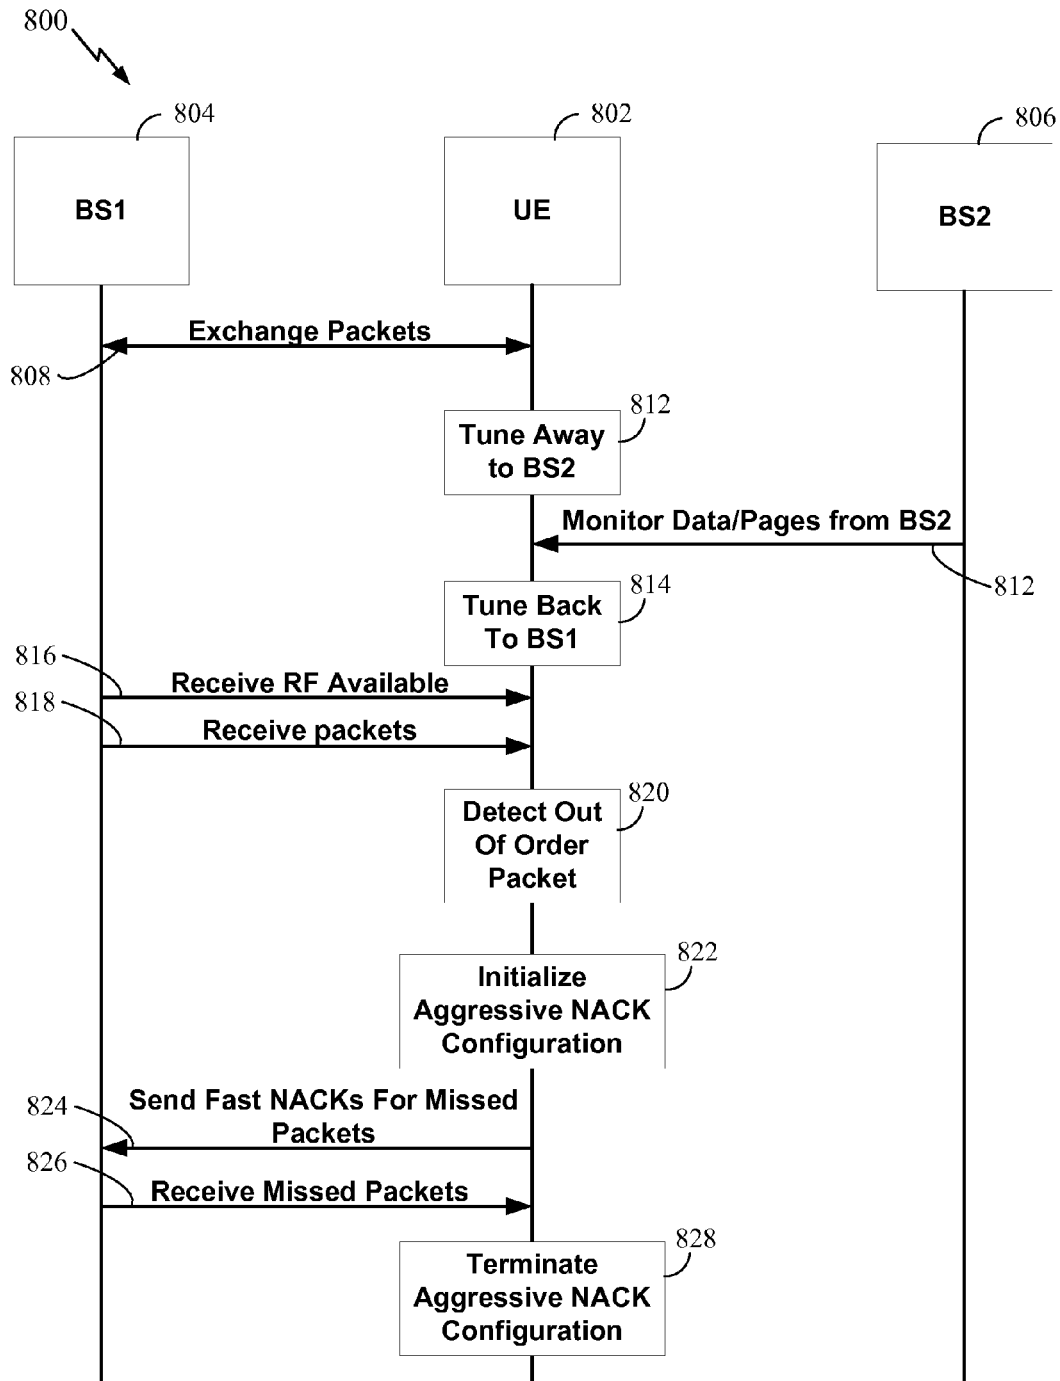 800
804
802
806
BS1
UE
BS2
Exchange Packets
808
812
Tune Away
to BS2
Monitor Data/Pages from BS2
812
814
Tune Back
To BS1
816
Receive RF Available
818
Receive packets
820
Detect Out
Of Order
Packet
822
Initialize
Aggressive NACK
Configuration
Send Fast NACKs For Missed
Packets
824
826
Receive Missed Packets
828
Terminate
Aggressive NACK
Configuration